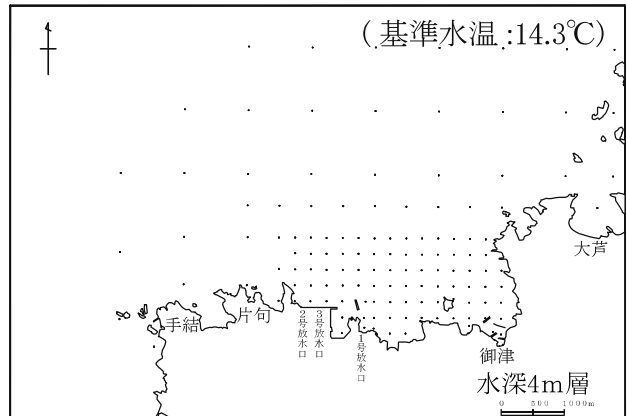 (基準水温:14.3℃)
大芦
手結
片句
2号放水口
3号放水口
1号放水口
御津
水深4m層
0 500 1000m